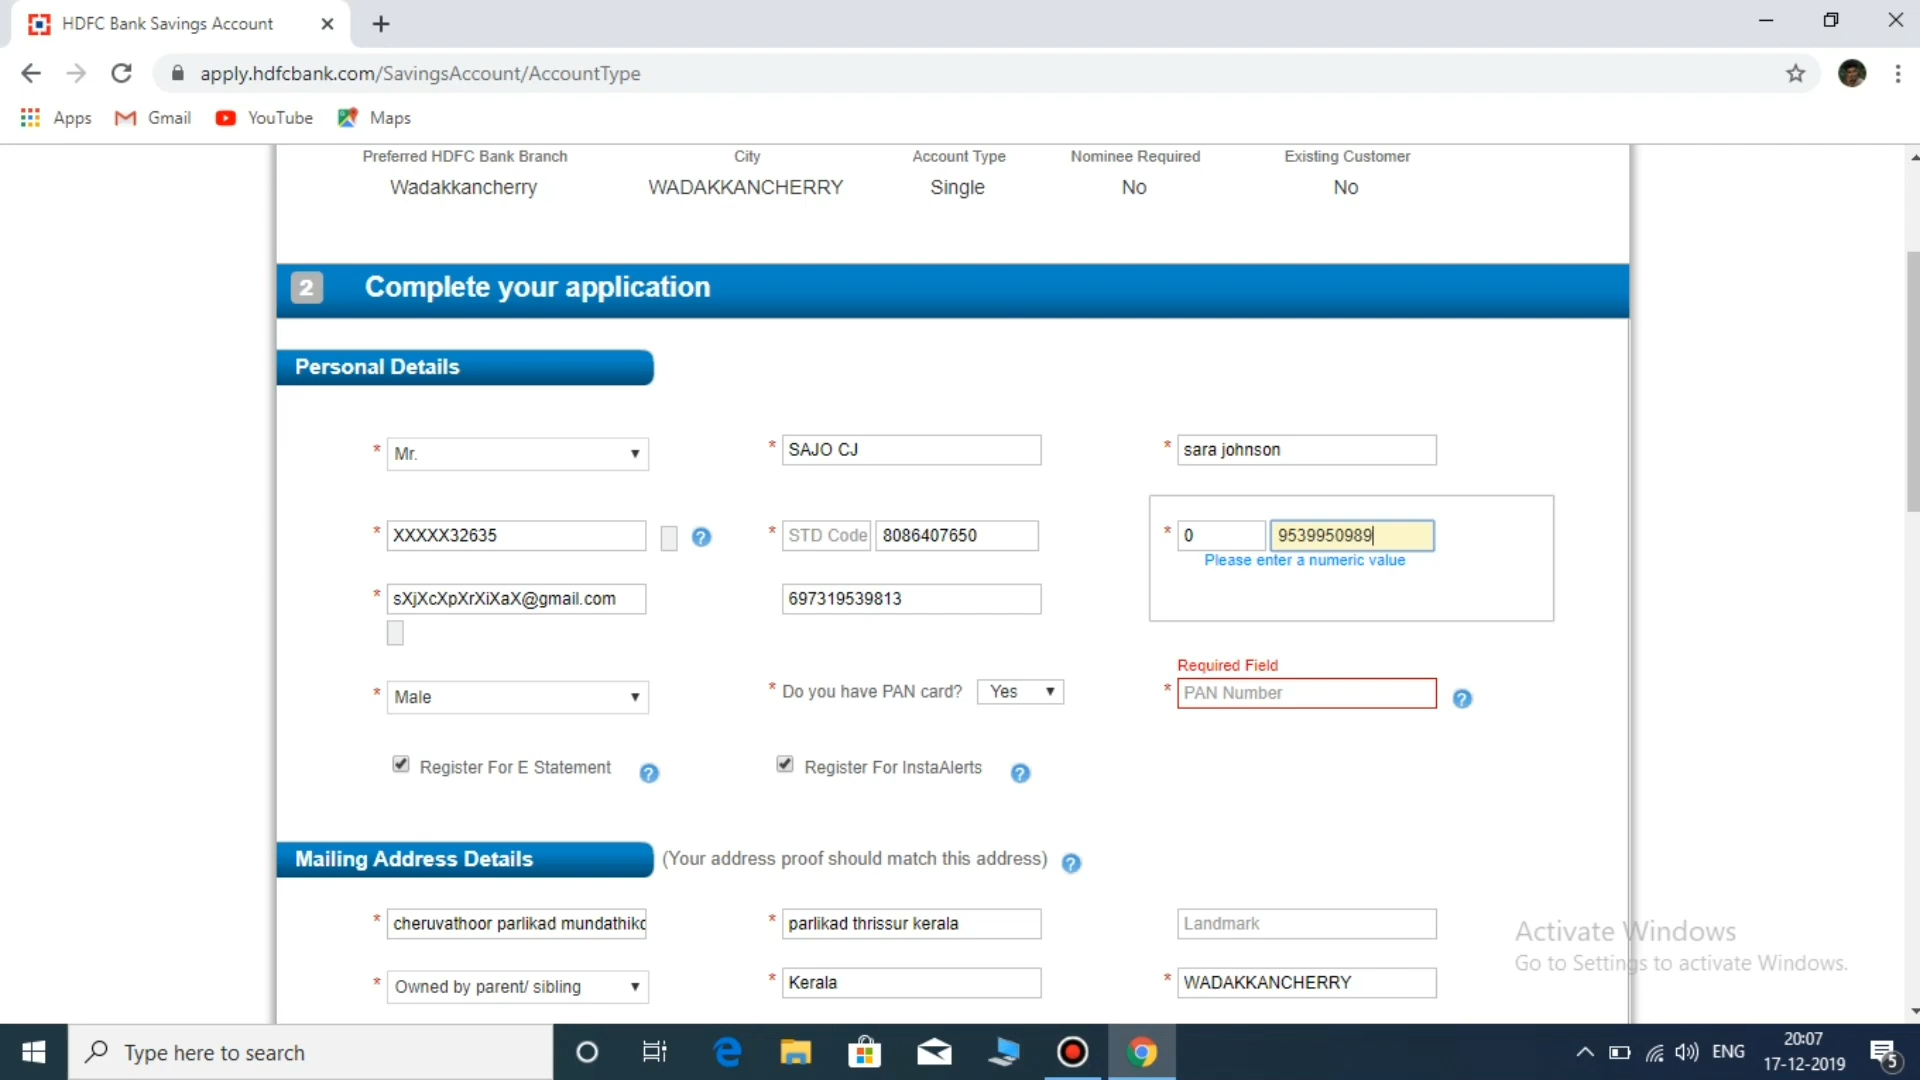 HDFC Bank Savings Account
apply.hdfcbank.com/SavingsAccount/AccountType
Apps Gmail YouTube Maps
Preferred HDFC Bank Branch City Account Type Nominee Required Existing Customer
Wadakkancherry WADAKKANCHERRY Single No No
2 Complete your application
Personal Details
* Mr. * SAJO CJ * sara johnson
* XXXXX32635 ? * STD Code 8086407650 * 0 9539950989
Please enter a numeric value
* sXjXcXpXrXiXaX@gmail.com 697319539813
Required Field
* Male * Do you have PAN card? Yes * PAN Number ?
Register For E Statement ? Register For InstaAlerts ?
Mailing Address Details (Your address proof should match this address) ?
* cheruvathoor parlikad mundathikc * parlikad thrissur kerala Landmark
* Owned by parent/ sibling * Kerala * WADAKKANCHERRY
Activate Windows
Go to Settings to activate Windows.
Type here to search ENG 20:07
17-12-2019 5